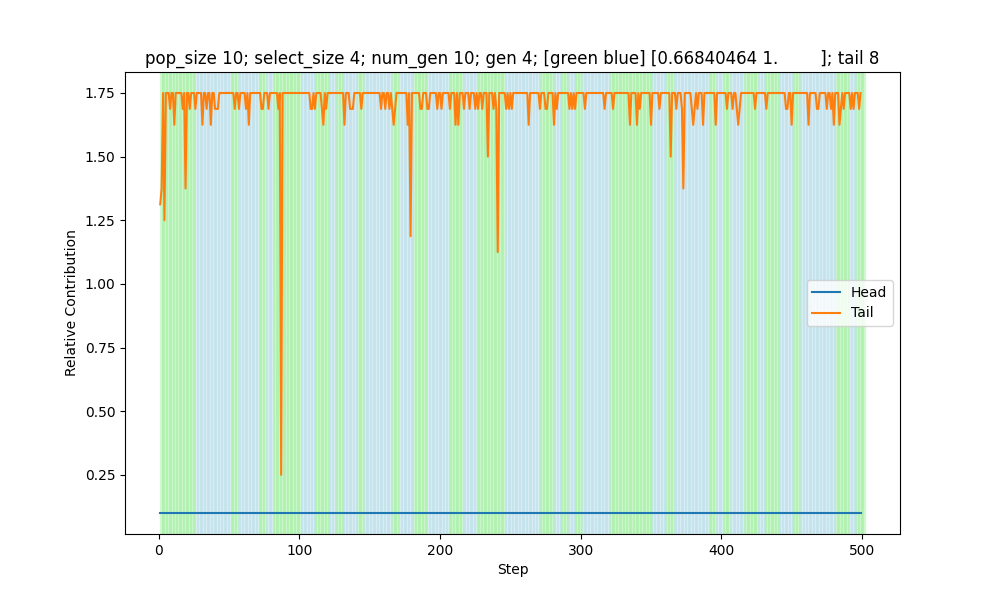 pop_size 10; select_size 4; num_gen 10; gen 4; [green blue] [0.66840464 1.         ]; tail 8
1.75
1.50
1.25
1.00
0.75
0.50
0.25
Relative Contribution
Head
Tail
0 100 200 300 400 500
Step